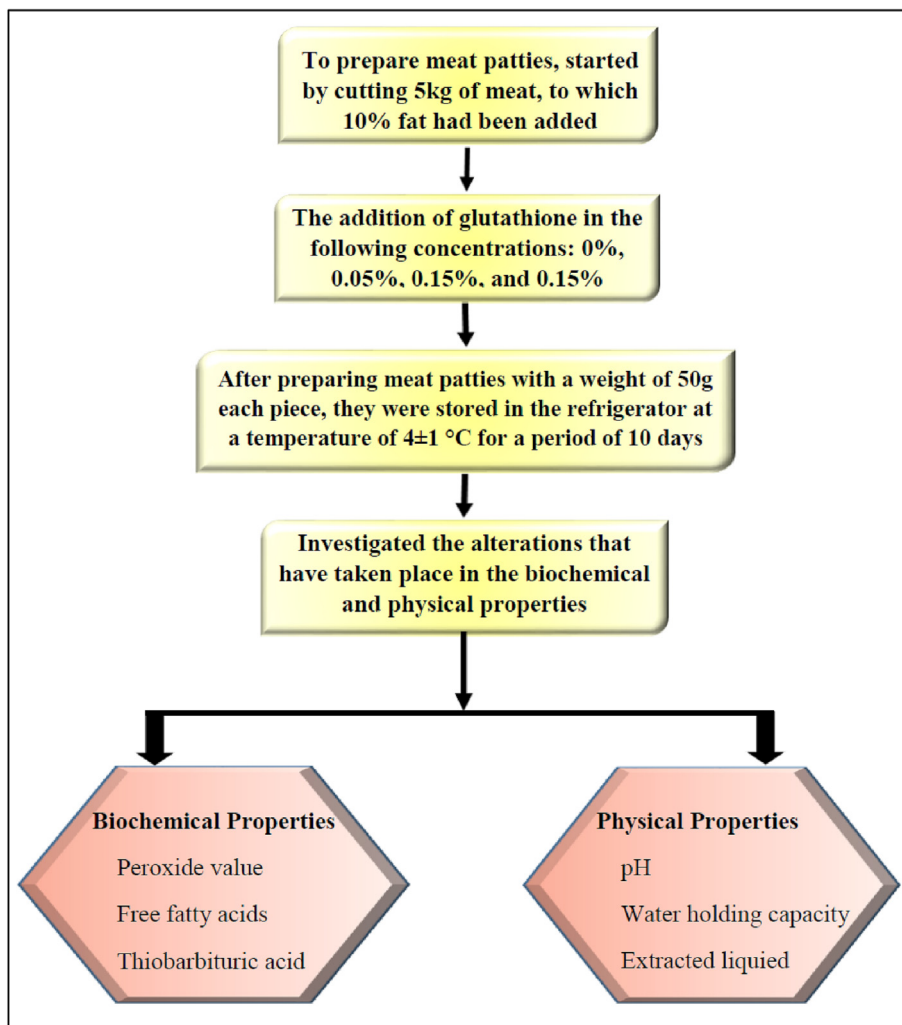 To prepare meat patties, started
by cutting 5kg of meat, to which
10% fat had been added
The addition of glutathione in the
following concentrations: 0%,
0.05%, 0.15%, and 0.15%
After preparing meat patties with a weight of 50g
each piece, they were stored in the refrigerator at
a temperature of 4±1 °C for a period of 10 days
Investigated the alterations that
have taken place in the biochemical
and physical properties
Biochemical Properties
Peroxide value
Free fatty acids
Thiobarbituric acid
Physical Properties
pH
Water holding capacity
Extracted liquied